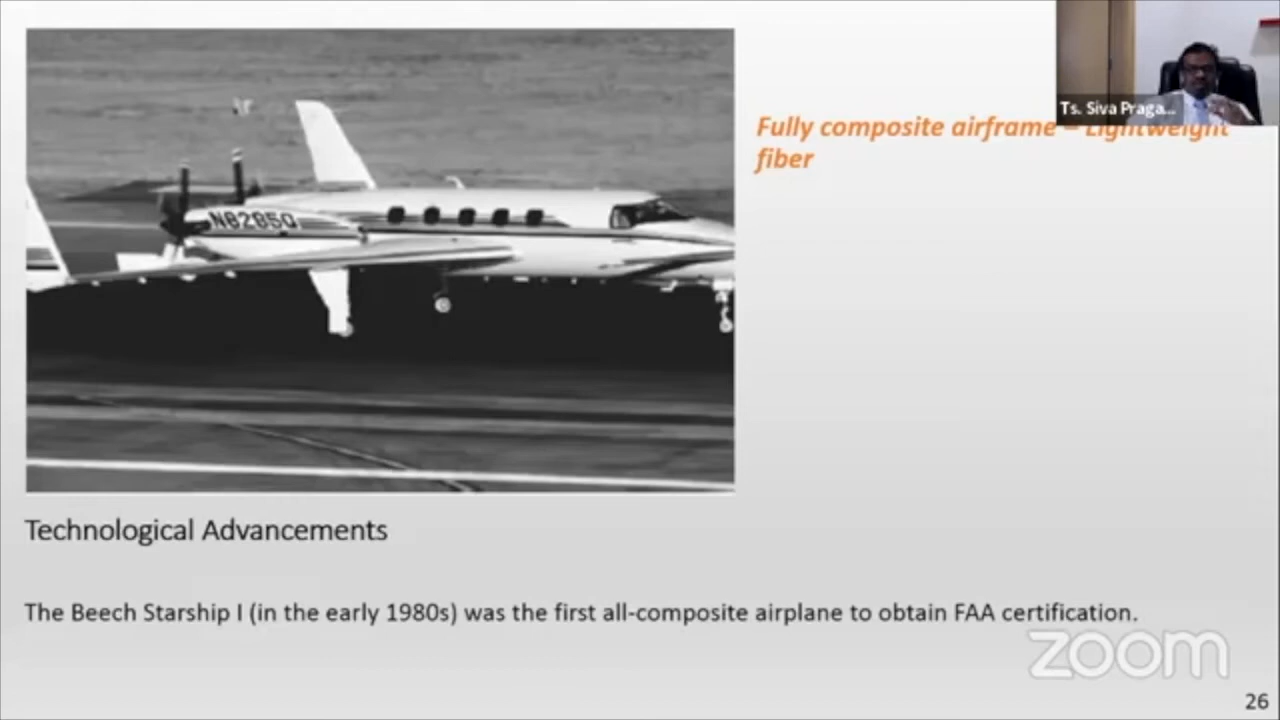 Ts. Siva Praga...
Fully composite airframe – Lightweight
fiber
N8285Q
Technological Advancements
The Beech Starship I (in the early 1980s) was the first all-composite airplane to obtain FAA certification.
zoom
26